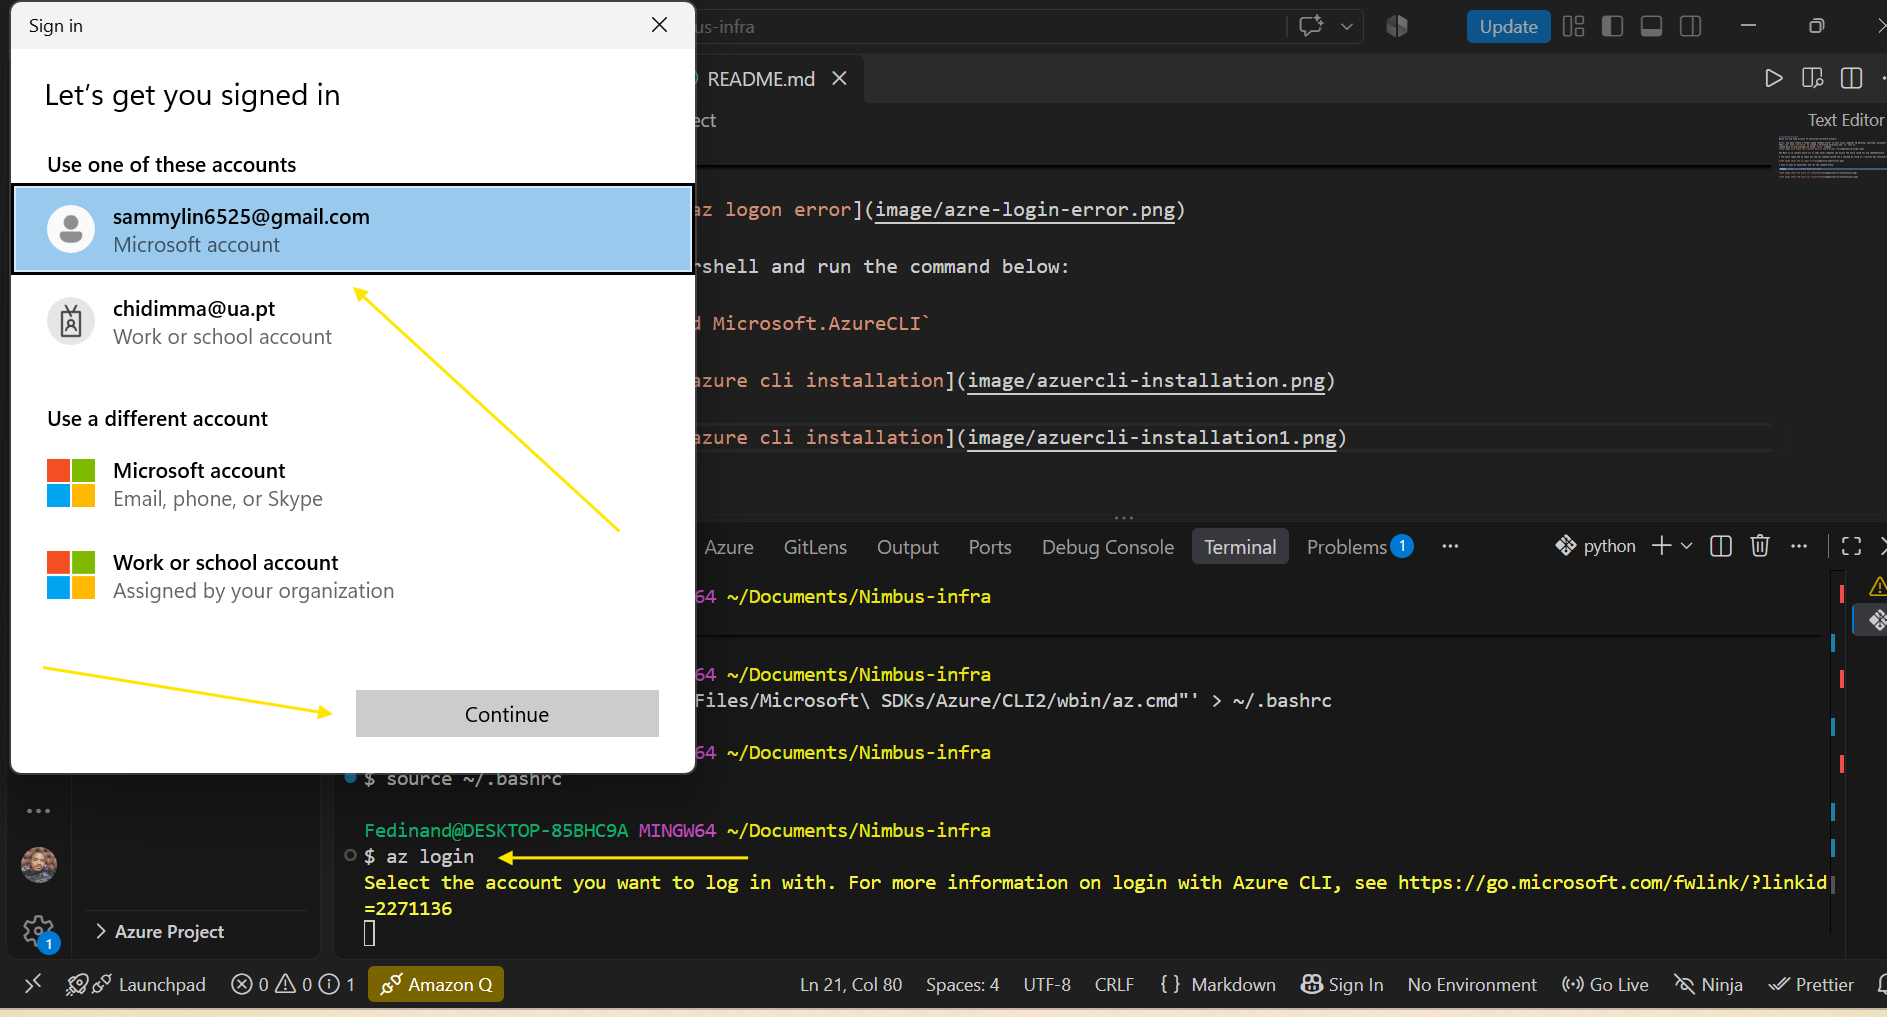 Sign in
Let's get you signed in
Use one of these accounts
sammylin6525@gmail.com
Microsoft account
chidimma@ua.pt
Work or school account
Use a different account
Microsoft account
Email, phone, or Skype
Work or school account
Assigned by your organization
Continue
us-infra
Update
README.md
ect
Text Editor
az logon error](image/azre-login-error.png)
rshell and run the command below:
d Microsoft.AzureCLI`
azure cli installation](image/azuercli-installation.png)
azure cli installation](image/azuercli-installation1.png)
Azure GitLens Output Ports Debug Console Terminal Problems 1
python
64 ~/Documents/Nimbus-infra
64 ~/Documents/Nimbus-infra
Files/Microsoft\ SDKs/Azure/CLI2/wbin/az.cmd"' > ~/.bashrc
64 ~/Documents/Nimbus-infra
$ source ~/.bashrc
Fedinand@DESKTOP-85BHC9A MINGW64 ~/Documents/Nimbus-infra
$ az login
Select the account you want to log in with. For more information on login with Azure CLI, see https://go.microsoft.com/fwlink/?linkid
=2271136
1
Azure Project
Launchpad 0 0 1 Amazon Q Ln 21, Col 80 Spaces: 4 UTF-8 CRLF {} Markdown Sign In No Environment Go Live Ninja Prettier